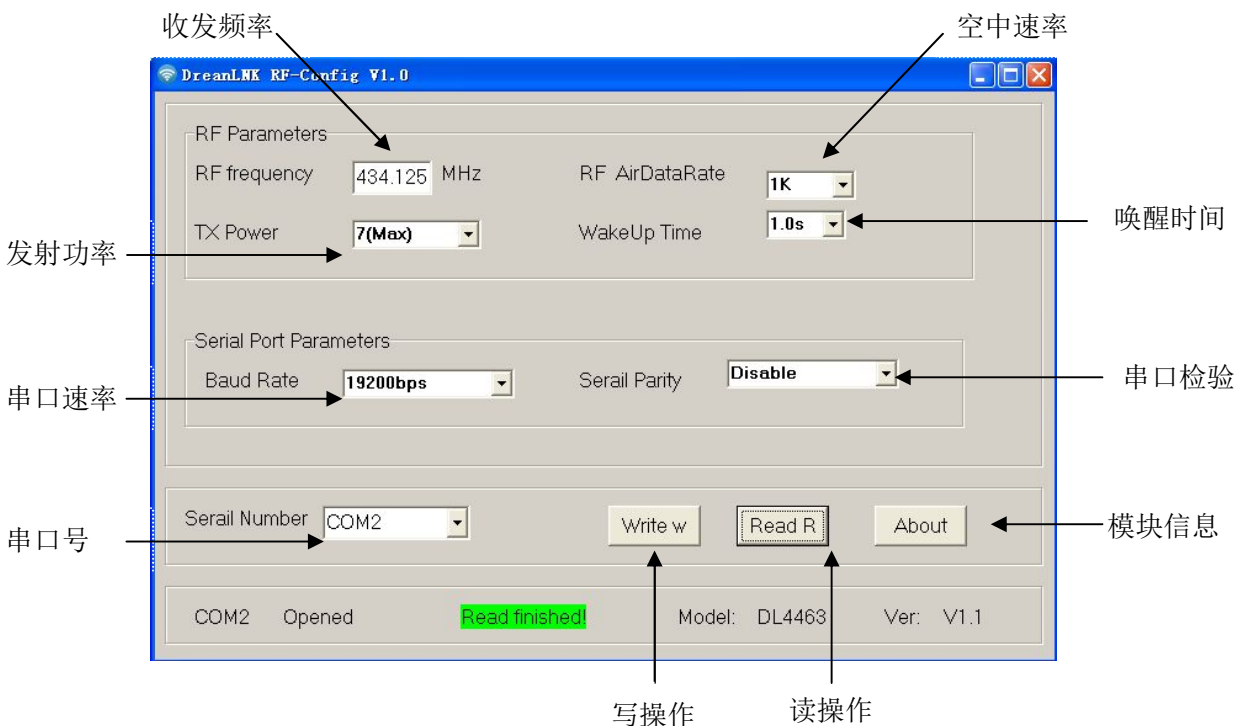 收发频率
空中速率
DreamLNK RF-Config V1.0
RF Parameters
RF frequency 434.125 MHz
RF AirDataRate 1K
TX Power 7(Max)
WakeUp Time 1.0s
唤醒时间
发射功率
Serial Port Parameters
Baud Rate 19200bps
Serail Parity Disable
串口速率
串口检验
Serail Number COM2
Write w
Read R
About
串口号
模块信息
COM2 Opened
Read finished!
Model: DL4463
Ver: V1.1
写操作
读操作